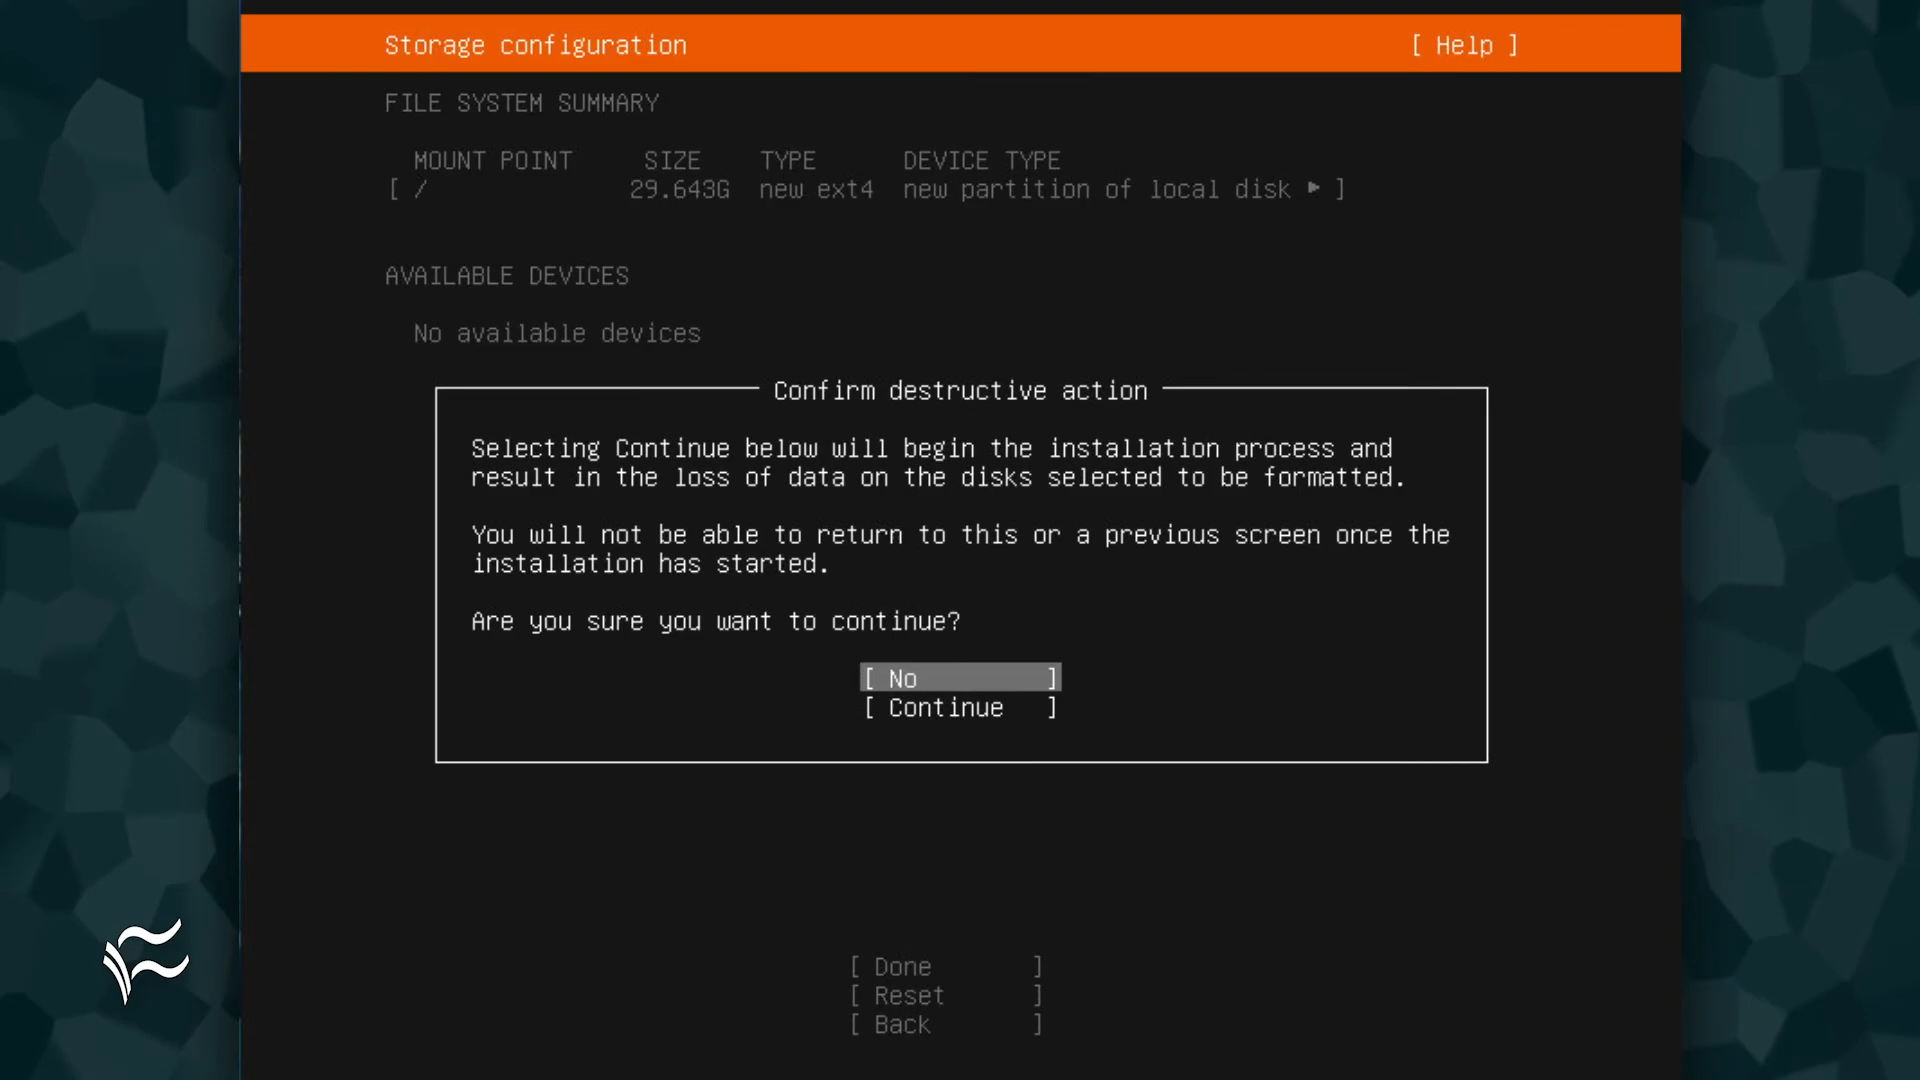 Storage configuration [ Help ]
FILE SYSTEM SUMMARY
MOUNT POINT SIZE TYPE DEVICE TYPE
[ / 29.643G new ext4 new partition of local disk ▸ ]
AVAILABLE DEVICES
No available devices
Confirm destructive action
Selecting Continue below will begin the installation process and
result in the loss of data on the disks selected to be formatted.
You will not be able to return to this or a previous screen once the
installation has started.
Are you sure you want to continue?
[ No ]
[ Continue ]
[ Done ]
[ Reset ]
[ Back ]